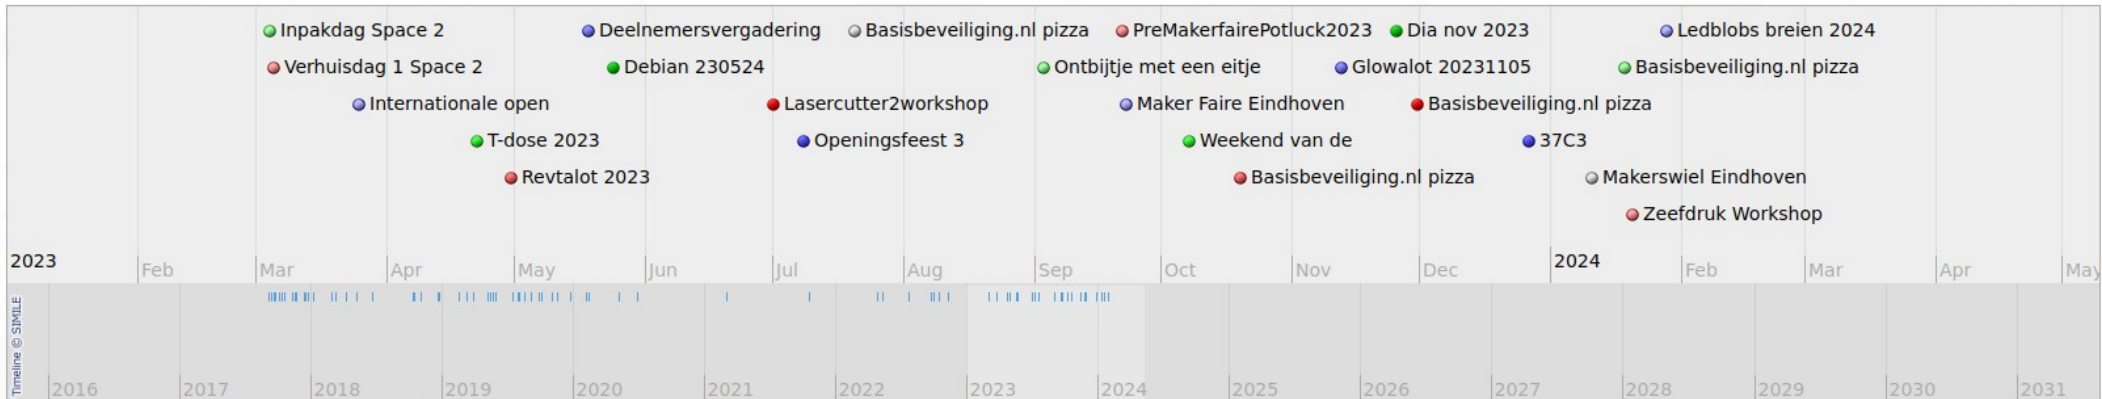 Inpakdag Space 2 Deelnemersvergadering Basisbeveiliging.nl pizza PreMakerfairePotluck2023 Dia nov 2023 Ledblobs breien 2024
Verhuisdag 1 Space 2 Debian 230524 Ontbijtje met een eitje Glowalot 20231105 Basisbeveiliging.nl pizza
Internationale open Lasercutter2workshop Maker Faire Eindhoven Basisbeveiliging.nl pizza
T-dose 2023 Openingsfeest 3 Weekend van de 37C3
Revtalot 2023 Basisbeveiliging.nl pizza Makerswiel Eindhoven
Zeefdruk Workshop
2023 Feb Mar Apr May Jun Jul Aug Sep Oct Nov Dec 2024 Feb Mar Apr May
Timeline © SIMILE
2016 2017 2018 2019 2020 2021 2022 2023 2024 2025 2026 2027 2028 2029 2030 2031